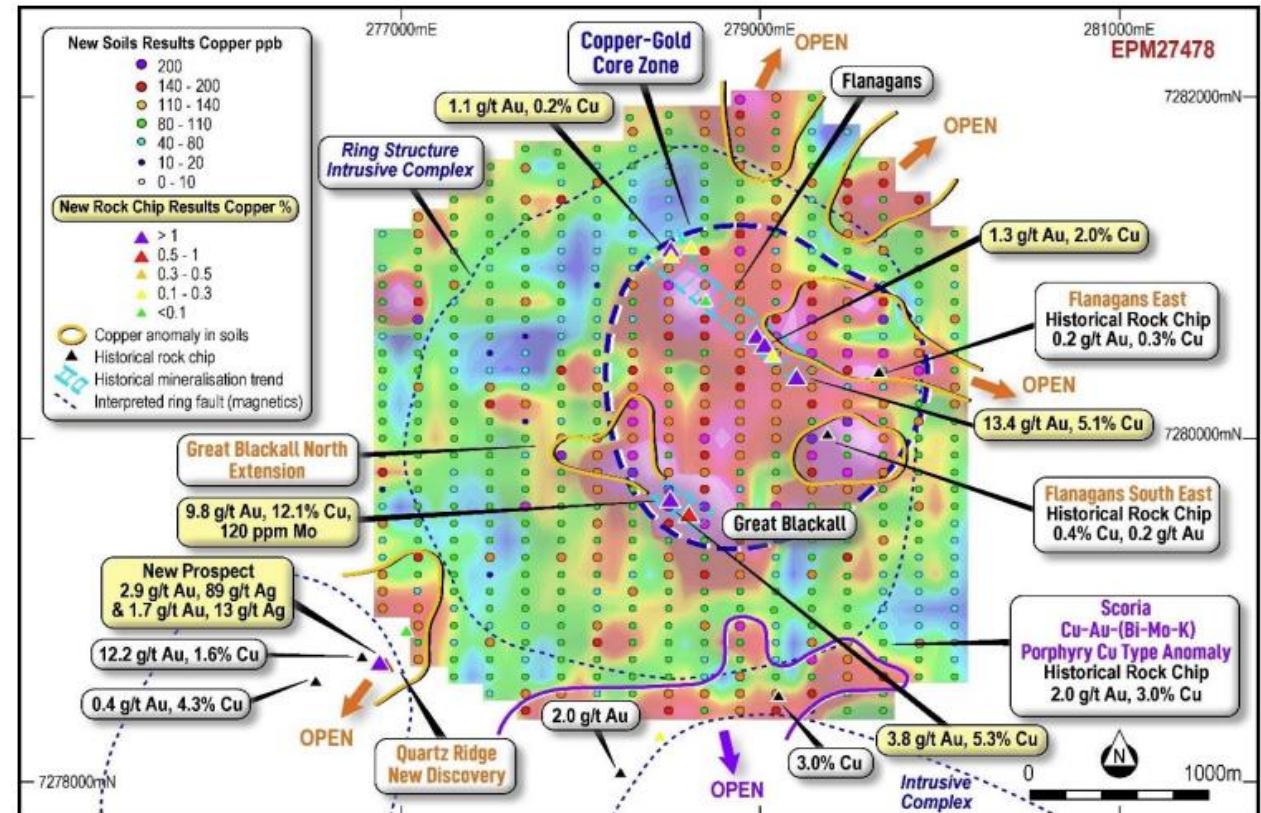 277000mE
279000mE
281000mE
EPM27478
7282000mN
7280000mN
7278000mN
New Soils Results Copper ppb
200
140 - 200
110 - 140
80 - 110
40 - 80
10 - 20
0 - 10
New Rock Chip Results Copper %
> 1
0.5 - 1
0.3 - 0.5
0.1 - 0.3
<0.1
Copper anomaly in soils
Historical rock chip
Historical mineralisation trend
Interpreted ring fault (magnetics)
Copper-Gold
Core Zone
OPEN
Flanagans
1.1 g/t Au, 0.2% Cu
OPEN
Ring Structure
Intrusive Complex
1.3 g/t Au, 2.0% Cu
Flanagans East
Historical Rock Chip
0.2 g/t Au, 0.3% Cu
OPEN
13.4 g/t Au, 5.1% Cu
Great Blackall North
Extension
Flanagans South East
Historical Rock Chip
0.4% Cu, 0.2 g/t Au
9.8 g/t Au, 12.1% Cu,
120 ppm Mo
Great Blackall
New Prospect
2.9 g/t Au, 89 g/t Ag
& 1.7 g/t Au, 13 g/t Ag
12.2 g/t Au, 1.6% Cu
0.4 g/t Au, 4.3% Cu
OPEN
Quartz Ridge
New Discovery
Scoria
Cu-Au-(Bi-Mo-K)
Porphyry Cu Type Anomaly
Historical Rock Chip
2.0 g/t Au, 3.0% Cu
2.0 g/t Au
OPEN
3.0% Cu
3.8 g/t Au, 5.3% Cu
Intrusive
Complex
N
0
1000m